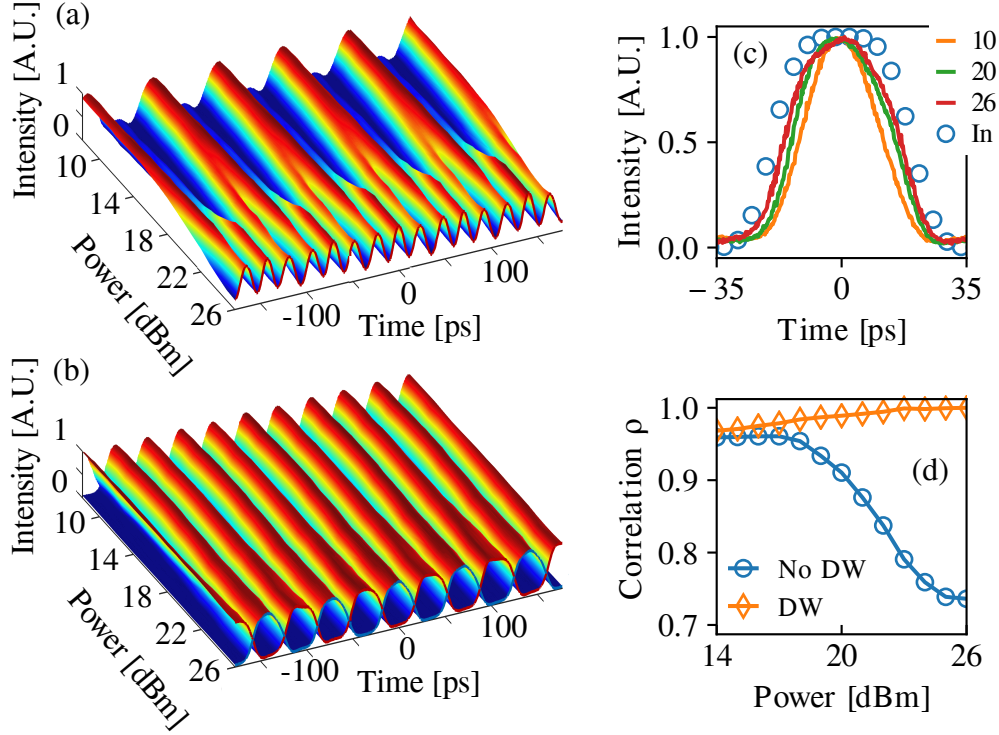 (a)
Intensity [A.U.]
1
0
10
14
18
22
26
Power [dBm]
-100
0
100
Time [ps]
(b)
Intensity [A.U.]
1
0
10
14
18
22
26
Power [dBm]
-100
0
100
Time [ps]
(c)
Intensity [A.U.]
1.0
0.5
0.0
−35
0
35
Time [ps]
10
20
26
In
(d)
Correlation ρ
1.0
0.9
0.8
0.7
14
20
26
Power [dBm]
No DW
DW